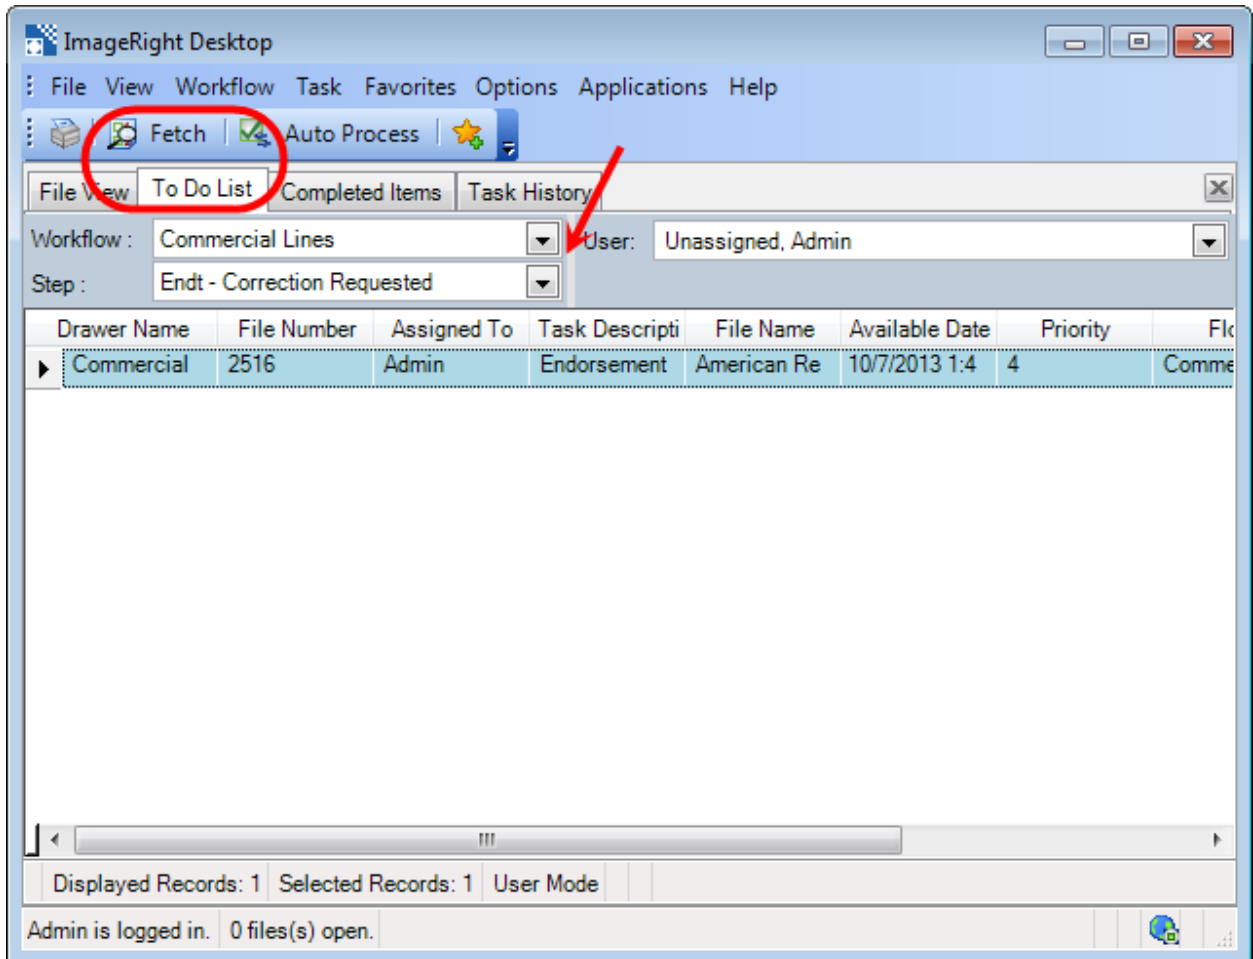 ImageRight Desktop
File View Workflow Task Favorites Options Applications Help
Fetch Auto Process
File View To Do List Completed Items Task History
Workflow : Commercial Lines User: Unassigned, Admin
Step : Endt - Correction Requested
Drawer Name File Number Assigned To Task Descripti File Name Available Date Priority Flo
Commercial 2516 Admin Endorsement American Re 10/7/2013 1:4 4 Comme
Displayed Records: 1 Selected Records: 1 User Mode
Admin is logged in. 0 files(s) open.